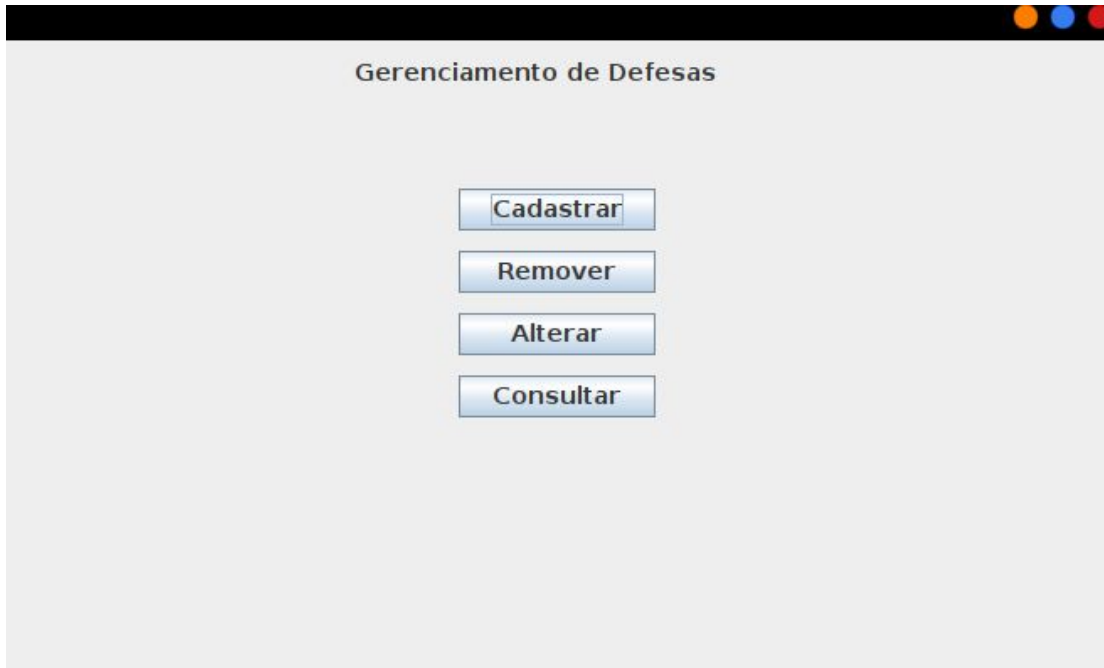 Gerenciamento de Defesas
Cadastrar
Remover
Alterar
Consultar